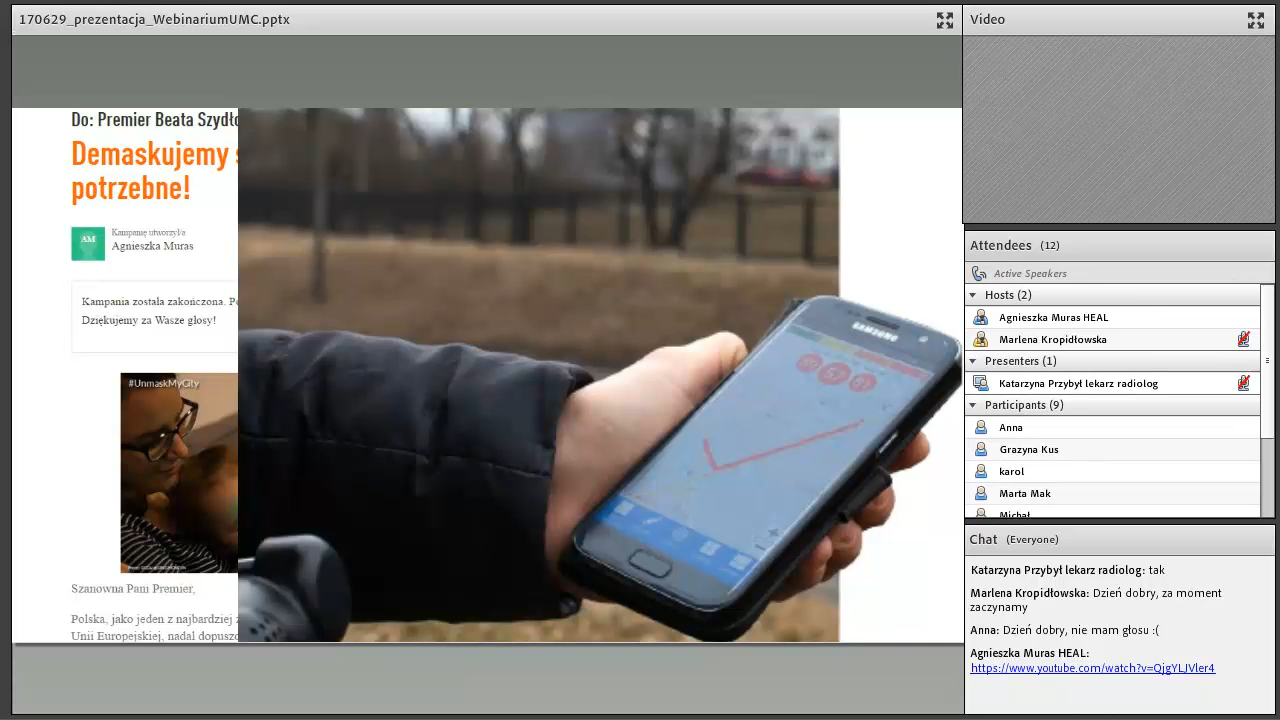 170629_prezentacja_WebinariumUMC.pptx
Do: Premier Beata Szydło
Demaskujemy
potrzebne!
AM
Kampanię utworzył/a
Agnieszka Muras
Kampania została zakończona.
Dziękujemy za Wasze głosy!
#UnmaskMyCity
Szanowna Pani Premier,
Polska, jako jeden z najbardziej
Unii Europejskiej, nadal
SAMSUNG
57
Video
Attendees (12)
Active Speakers
Hosts (2)
Agnieszka Muras HEAL
Marlena Kropidłowska
Presenters (1)
Katarzyna Przybył lekarz radiolog
Participants (9)
Anna
Grazyna Kus
karol
Marta Mak
Michał
Chat (Everyone)
Katarzyna Przybył lekarz radiolog: tak
Marlena Kropidłowska: Dzień dobry, za moment
zaczynamy
Anna: Dzień dobry, nie mam głosu :(
Agnieszka Muras HEAL:
https://www.youtube.com/watch?v=QjgYLJVler4